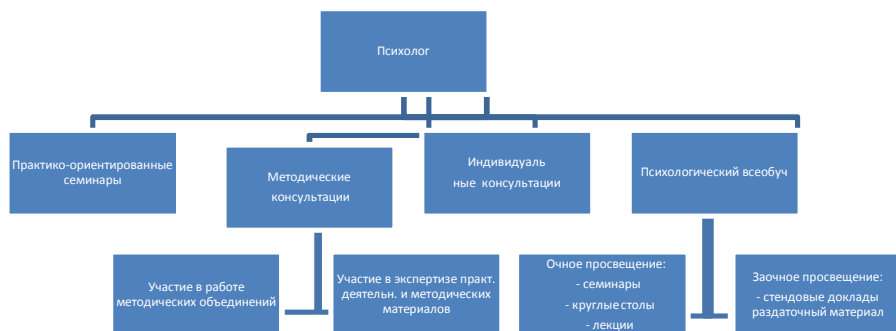 Психолог
Практико-ориентированные
семинары
Методические
консультации
Индивидуаль
ные консультации
Психологический всеобуч
Участие в работе
методических объединений
Участие в экспертизе практ.
деятельн. и методических
материалов
Очное просвещение:
- семинары
- круглые столы
- лекции
Заочное просвещение:
- стендовые доклады
раздаточный материал